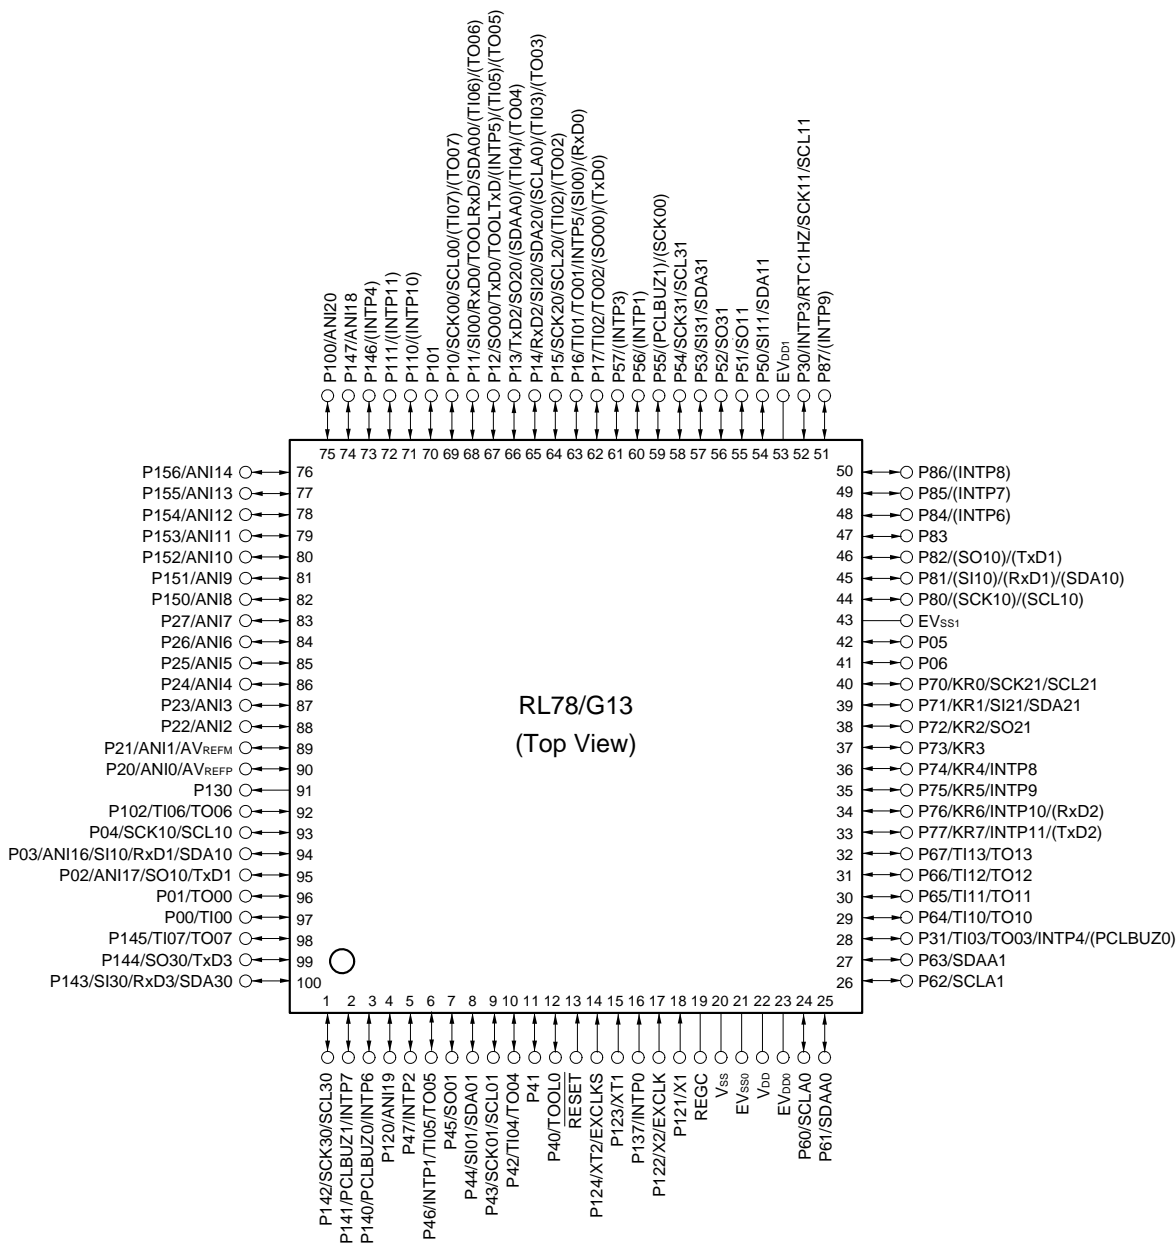 P100/ANI20
P147/ANI18
P146/(INTP4)
P111/(INTP11)
P110/(INTP10)
P101
P10/SCK00/SCL00/(TI07)/(TO07)
P11/SI00/RxD0/TOOLRxD/SDA00/(TI06)/(TO06)
P12/SO00/TxD0/TOOLTxD/(INTP5)/(TI05)/(TO05)
P13/TxD2/SO20/(SDAA0)/(TI04)/(TO04)
P14/RxD2/SI20/SDA20/(SCLA0)/(TI03)/(TO03)
P15/SCK20/SCL20/(TI02)/(TO02)
P16/TI01/TO01/INTP5/(SI00)/(RxD0)
P17/TI02/TO02/(SO00)/(TxD0)
P57/(INTP3)
P56/(INTP1)
P55/(PCLBUZ1)/(SCK00)
P54/SCK31/SCL31
P53/SI31/SDA31
P52/SO31
P51/SO11
P50/SI11/SDA11
EVDD1
P30/INTP3/RTC1HZ/SCK11/SCL11
P87/(INTP9)
75 74 73 72 71 70 69 68 67 66 65 64 63 62 61 60 59 58 57 56 55 54 53 52 51
P156/ANI14 76
P155/ANI13 77
P154/ANI12 78
P153/ANI11 79
P152/ANI10 80
P151/ANI9 81
P150/ANI8 82
P27/ANI7 83
P26/ANI6 84
P25/ANI5 85
P24/ANI4 86
P23/ANI3 87
P22/ANI2 88
P21/ANI1/AVREFM 89
P20/ANI0/AVREFP 90
P130 91
P102/TI06/TO06 92
P04/SCK10/SCL10 93
P03/ANI16/SI10/RxD1/SDA10 94
P02/ANI17/SO10/TxD1 95
P01/TO00 96
P00/TI00 97
P145/TI07/TO07 98
P144/SO30/TxD3 99
P143/SI30/RxD3/SDA30 100
RL78/G13
(Top View)
50 P86/(INTP8)
49 P85/(INTP7)
48 P84/(INTP6)
47 P83
46 P82/(SO10)/(TxD1)
45 P81/(SI10)/(RxD1)/(SDA10)
44 P80/(SCK10)/(SCL10)
43 EVSS1
42 P05
41 P06
40 P70/KR0/SCK21/SCL21
39 P71/KR1/SI21/SDA21
38 P72/KR2/SO21
37 P73/KR3
36 P74/KR4/INTP8
35 P75/KR5/INTP9
34 P76/KR6/INTP10/(RxD2)
33 P77/KR7/INTP11/(TxD2)
32 P67/TI13/TO13
31 P66/TI12/TO12
30 P65/TI11/TO11
29 P64/TI10/TO10
28 P31/TI03/TO03/INTP4/(PCLBUZ0)
27 P63/SDAA1
26 P62/SCLA1
1 2 3 4 5 6 7 8 9 10 11 12 13 14 15 16 17 18 19 20 21 22 23 24 25
P142/SCK30/SCL30
P141/PCLBUZ1/INTP7
P140/PCLBUZ0/INTP6
P120/ANI19
P47/INTP2
P46/INTP1/TI05/TO05
P45/SO01
P44/SI01/SDA01
P43/SCK01/SCL01
P42/TI04/TO04
P41
P40/TOOL0
RESET
P124/XT2/EXCLKS
P123/XT1
P137/INTP0
P122/X2/EXCLK
P121/X1
REGC
VSS
EVSS0
VDD
EVDD0
P60/SCLA0
P61/SDAA0